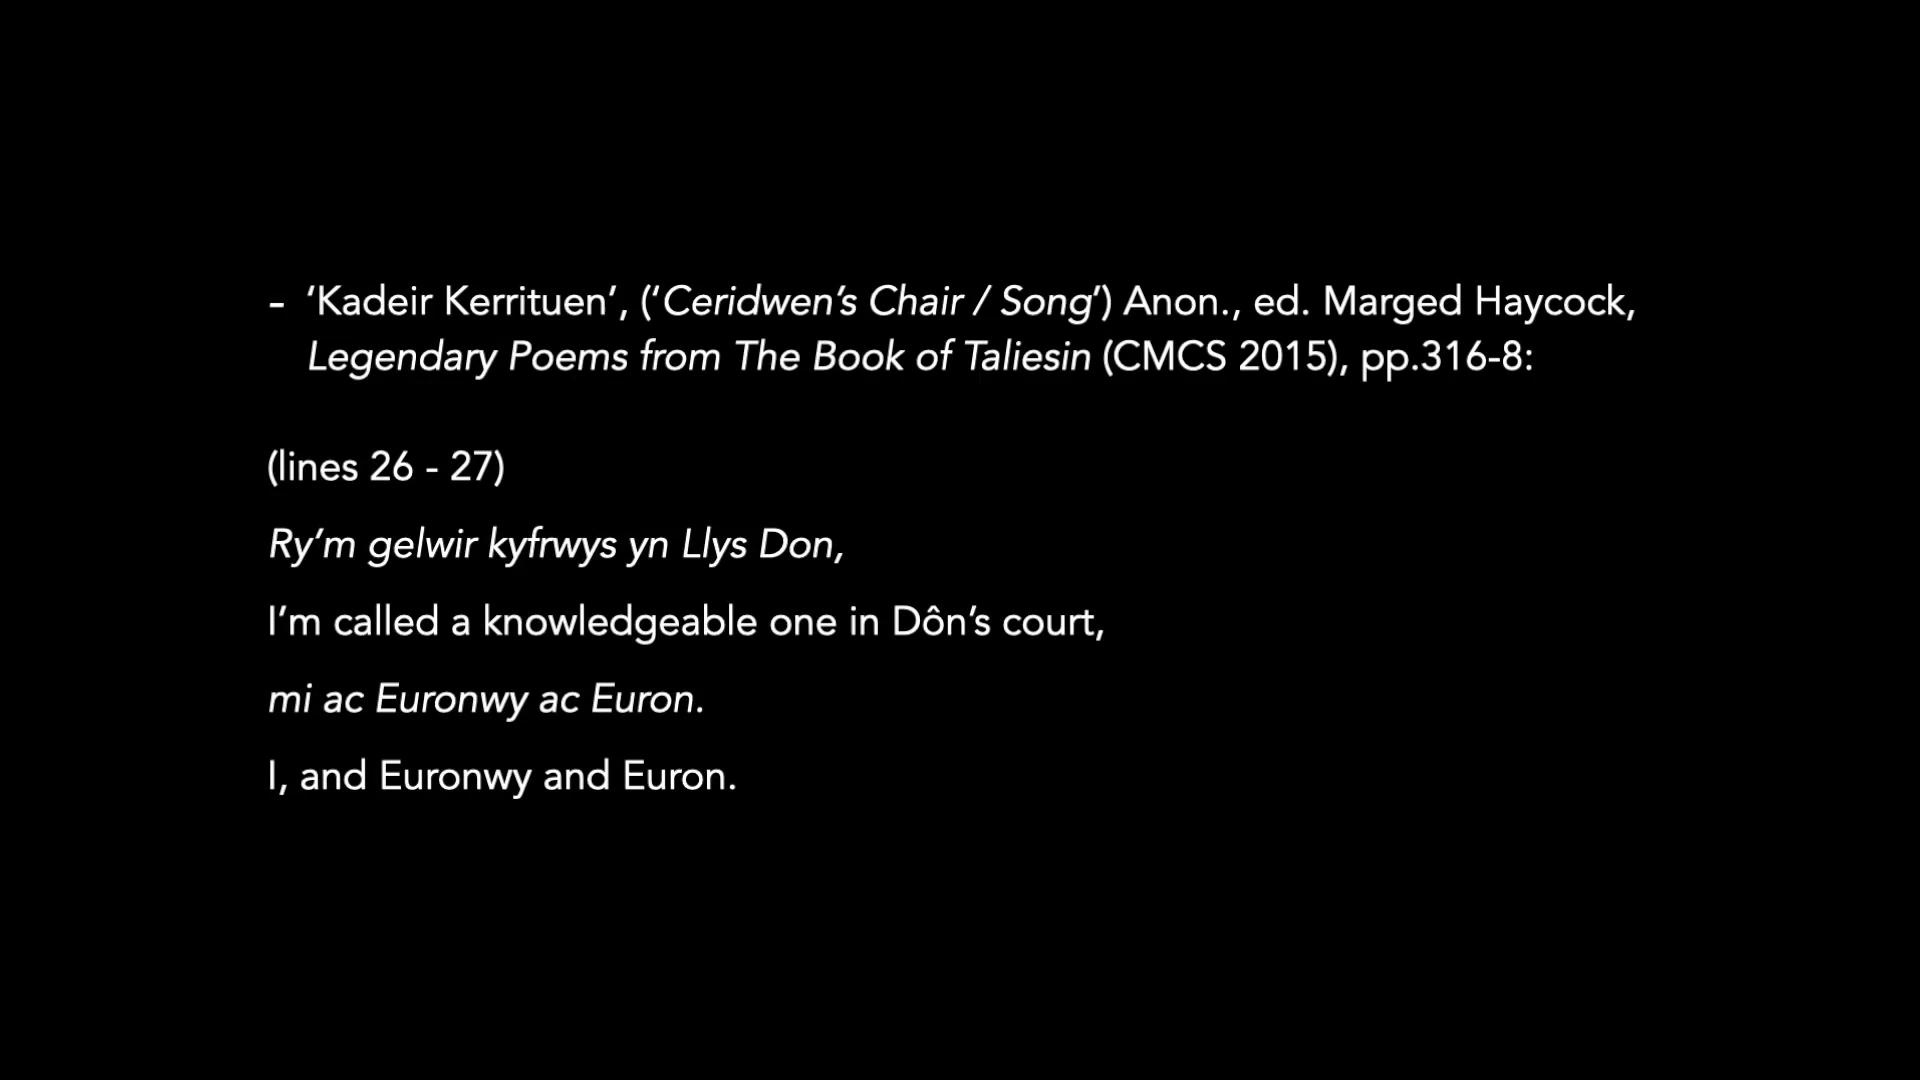 - ‘Kadeir Kerrituen’, (‘Ceridwen’s Chair / Song’) Anon., ed. Marged Haycock,
Legendary Poems from The Book of Taliesin (CMCS 2015), pp.316-8:
(lines 26 - 27)
Ry’m gelwir kyfrwys yn Llys Don,
I’m called a knowledgeable one in Dôn’s court,
mi ac Euronwy ac Euron.
I, and Euronwy and Euron.